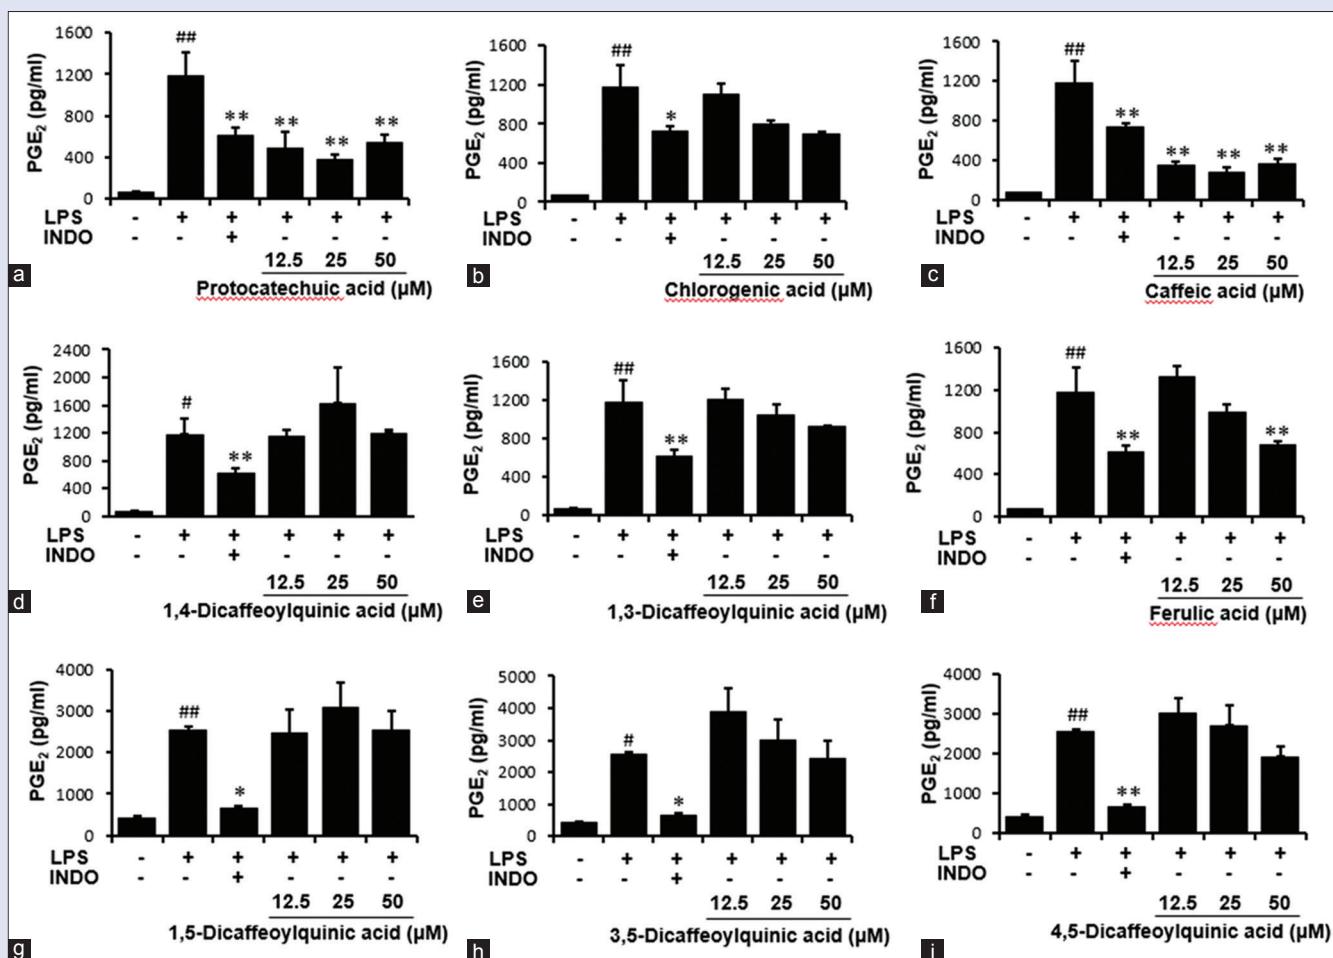 1600
1200
800
400
0
PGE2 (pg/ml)
##
**
**
**
**
LPS - + + + + +
INDO - - + - - -
12.5 25 50
a
Protocatechuic acid (µM)
1600
1200
800
400
0
PGE2 (pg/ml)
##
*
- + + + + +
- - + - - -
12.5 25 50
b
Chlorogenic acid (µM)
1600
1200
800
400
0
PGE2 (pg/ml)
##
**
**
**
**
LPS - + + + + +
INDO - - + - - -
12.5 25 50
c
Caffeic acid (µM)
2400
2000
1600
1200
800
400
0
PGE2 (pg/ml)
#
**
LPS - + + + + +
INDO - - + - - -
12.5 25 50
d
1,4-Dicaffeoylquinic acid (µM)
1600
1200
800
400
0
PGE2 (pg/ml)
##
**
LPS - + + + + +
INDO - - + - - -
12.5 25 50
e
1,3-Dicaffeoylquinic acid (µM)
1600
1200
800
400
0
PGE2 (pg/ml)
##
**
**
LPS - + + + + +
INDO - - + - - -
12.5 25 50
f
Ferulic acid (µM)
4000
3000
2000
1000
0
PGE2 (pg/ml)
##
*
LPS - + + + + +
INDO - - + - - -
12.5 25 50
g
1,5-Dicaffeoylquinic acid (µM)
5000
4000
3000
2000
1000
0
PGE2 (pg/ml)
#
*
LPS - + + + + +
INDO - - + - - -
12.5 25 50
h
3,5-Dicaffeoylquinic acid (µM)
4000
3000
2000
1000
0
PGE2 (pg/ml)
##
**
LPS - + + + + +
INDO - - + - - -
12.5 25 50
i
4,5-Dicaffeoylquinic acid (µM)